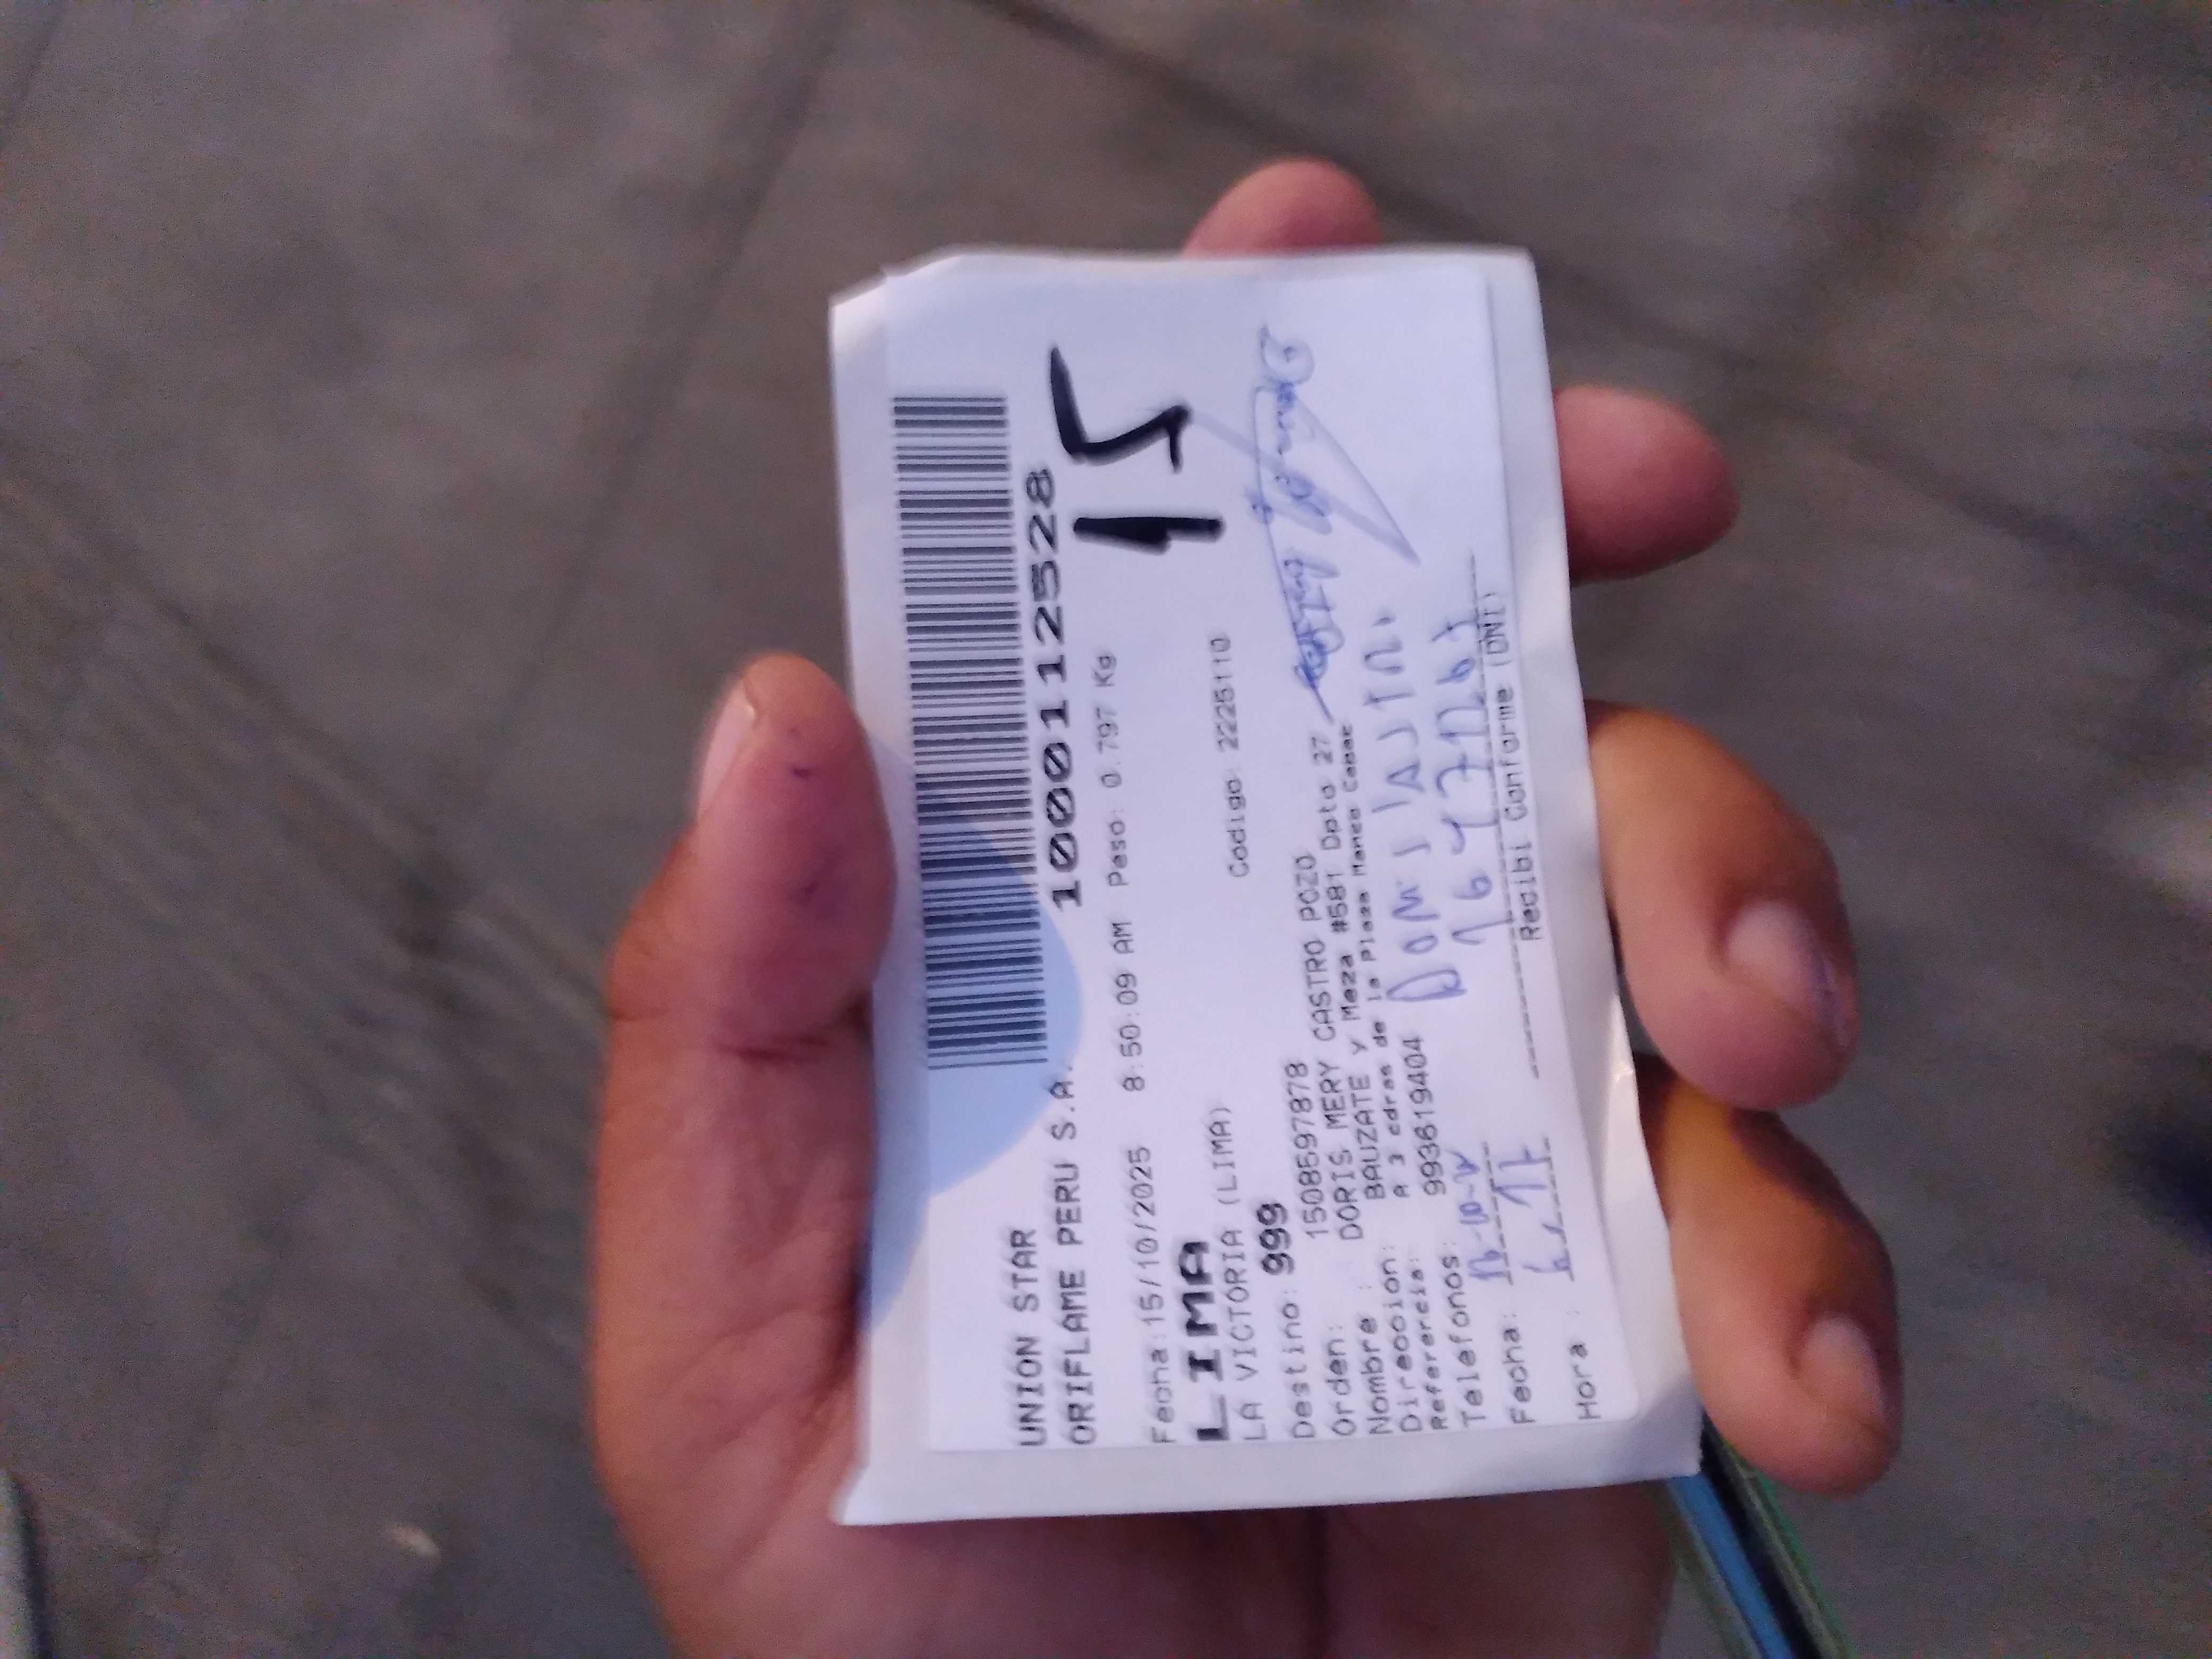 UNION STAR
ORIFLAME PERU S.A. 100011125528
15
Fecha:15/10/2025 8:50:09 AM Peso: 0.797 Kg
LIMA
LA VICTORIA (LIMA)
Codigo: 2225110
Destino: 999
Orden: 1508597878
Nombre : DORIS MERY CASTRO POZO
Direccion: BAUZATE y Meza #581 Dpto 27
Referencia: A 3 cdras de la Plaza Manco Capac
Telefonos: 993619404
Fecha:
Hora :
Recibi Conforme (DNI)